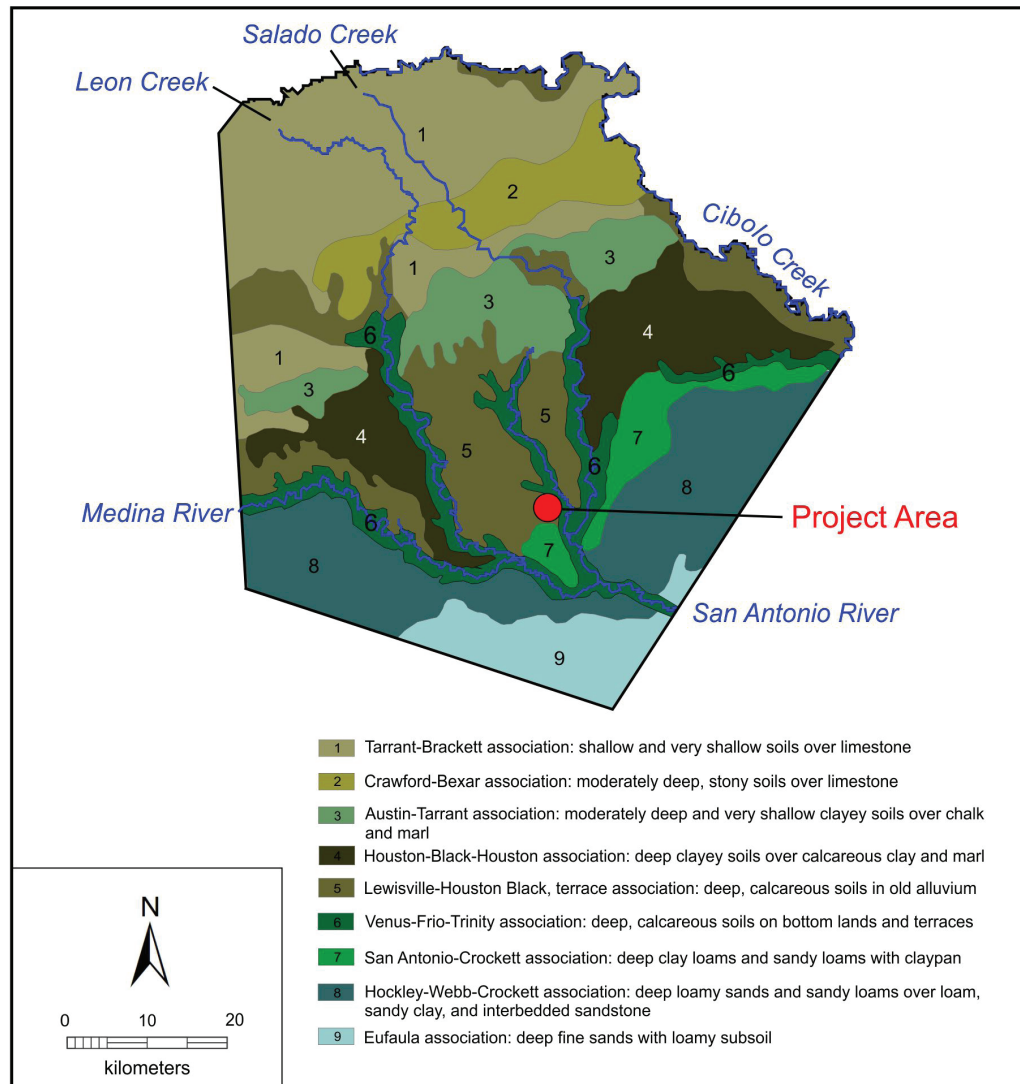 Salado Creek
Leon Creek
1
2
Cibolo Creek
3
1
3
4
6
1
6
3
7
5
4
5
8
6
Medina River
Project Area
6
7
8
San Antonio River
9
1 Tarrant-Brackett association: shallow and very shallow soils over limestone
2 Crawford-Bexar association: moderately deep, stony soils over limestone
3 Austin-Tarrant association: moderately deep and very shallow clayey soils over chalk
and marl
4 Houston-Black-Houston association: deep clayey soils over calcareous clay and marl
5 Lewisville-Houston Black, terrace association: deep, calcareous soils in old alluvium
6 Venus-Frio-Trinity association: deep, calcareous soils on bottom lands and terraces
7 San Antonio-Crockett association: deep clay loams and sandy loams with claypan
8 Hockley-Webb-Crockett association: deep loamy sands and sandy loams over loam,
sandy clay, and interbedded sandstone
9 Eufaula association: deep fine sands with loamy subsoil
N
0 10 20
kilometers